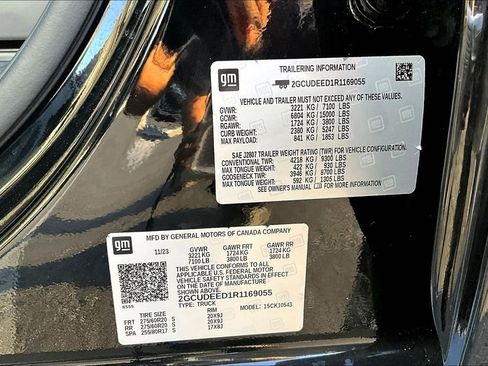 gm
TRAILERING INFORMATION
2GCUDEED1R1169055
VEHICLE AND TRAILER MUST NOT EXCEED
ANY OF THESE VALUES
GVWR: 3221 KG/ 7100 LBS
GCWR: 6804 KG/ 15000 LBS
RGAWR: 1724 KG/ 3800 LBS
CURB WEIGHT: 2380 KG/ 5247 LBS
MAX PAYLOAD: 841 KG/ 1853 LBS
SAE J2807 TRAILER WEIGHT RATING (TWR) FOR VEHICLE CONFIGURATION.
CONVENTIONAL TWR: 4218 KG/ 9300 LBS
MAX TONGUE WEIGHT: 422 KG/ 930 LBS
GOOSENECK TWR: 3946 KG/ 8700 LBS
MAX TONGUE WEIGHT: 592 KG/ 1305 LBS
SEE OWNER'S MANUAL FOR MORE INFORMATION
gm
MFD BY GENERAL MOTORS OF CANADA COMPANY
11/23 GVWR GAWR FRT GAWR RR
3221 KG 1724 KG 1724 KG
7100 LB 3800 LB 3800 LB
THIS VEHICLE CONFORMS TO ALL
APPLICABLE U.S. FEDERAL MOTOR
VEHICLE SAFETY STANDARDS IN EFFECT
ON THE DATE OF MANUFACTURE
SHOWN ABOVE.
2GCUDEED1R1169055
TYPE: TRUCK MODEL: 15CK10543
TIRE SIZE RIM
FRT 275/60R20 S 20X9J
RR 275/60R20 S 20X9J
SPA 255/80R17 S 17X8J